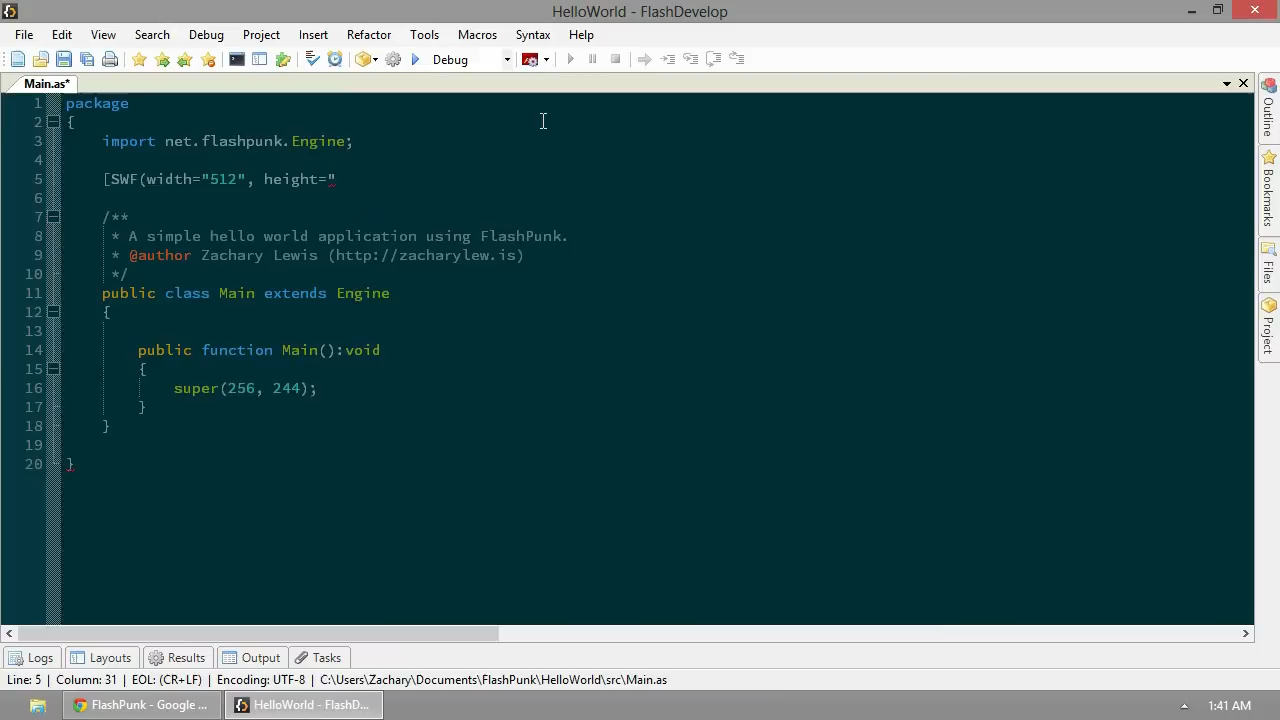 HelloWorld - FlashDevelop
File Edit View Search Debug Project Insert Refactor Tools Macros Syntax Help
Debug
Main.as*
1 package
2 {
3 import net.flashpunk.Engine;
4
5 [SWF(width="512", height="
6
7 /**
8 * A simple hello world application using FlashPunk.
9 * @author Zachary Lewis (http://zacharylew.is)
10 */
11 public class Main extends Engine
12 {
13
14 public function Main():void
15 {
16 super(256, 244);
17 }
18 }
19
20 }
Outline
Bookmarks
Files
Project
Logs Layouts Results Output Tasks
Line: 5 | Column: 31 | EOL: (CR+LF) | Encoding: UTF-8 | C:\Users\Zachary\Documents\FlashPunk\HelloWorld\src\Main.as
FlashPunk - Google ... HelloWorld - FlashD... 1:41 AM